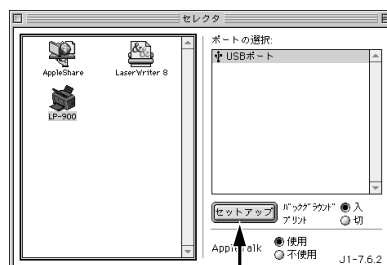 セレクタ
ポートの選択:
USBポート
AppleShare
LaserWriter 8
LP-900
セットアップ
バックグラウンド
プリント
入
切
AppleTalk
使用
不使用
J1-7.6.2